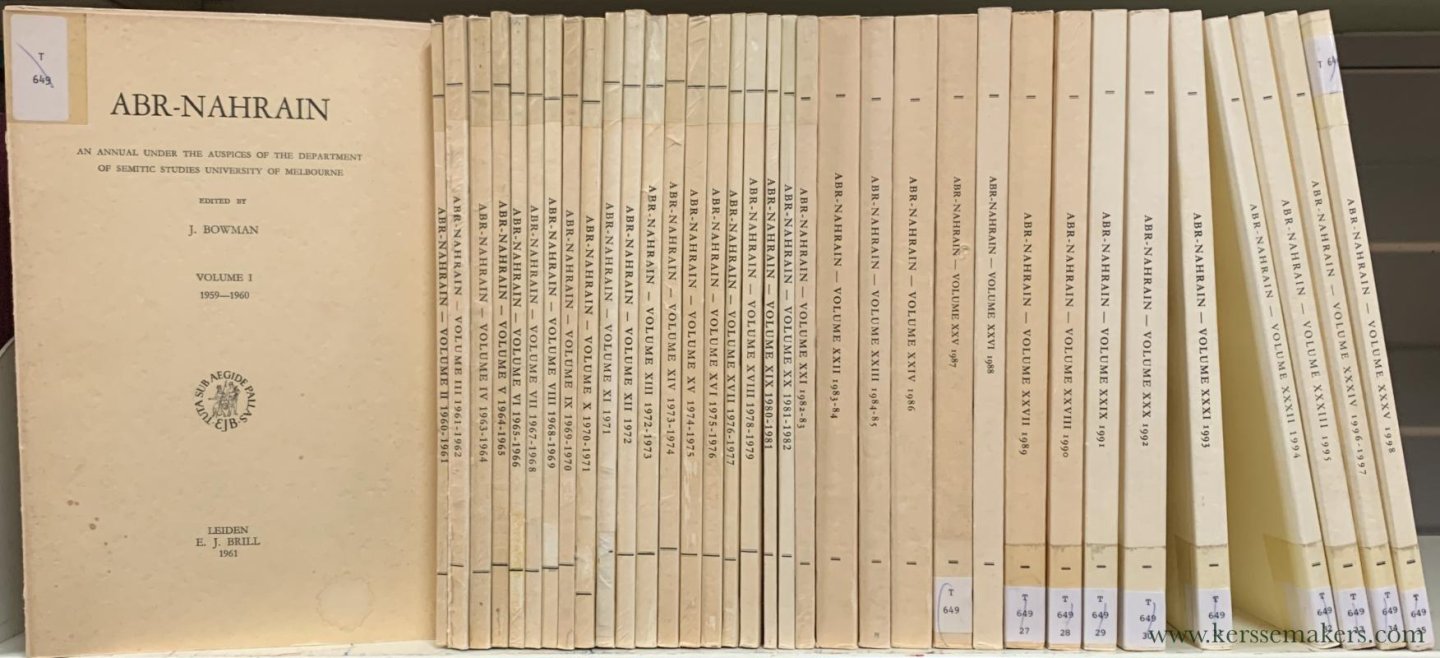 T
649
ABR-NAHRAIN
AN ANNUAL UNDER THE AUSPICES OF THE DEPARTMENT
OF SEMITIC STUDIES UNIVERSITY OF MELBOURNE
EDITED BY
J. BOWMAN
VOLUME I
1959—1960
TUTA SUB AEGIDE PALLAS · EJB ·
LEIDEN
E. J. BRILL
1961
ABR-NAHRAIN — VOLUME II 1960-1961
ABR-NAHRAIN — VOLUME III 1961-1962
ABR-NAHRAIN — VOLUME IV 1963-1964
ABR-NAHRAIN — VOLUME V 1964-1965
ABR-NAHRAIN — VOLUME VI 1965-1966
ABR-NAHRAIN — VOLUME VII 1967-1968
ABR-NAHRAIN — VOLUME VIII 1968-1969
ABR-NAHRAIN — VOLUME IX 1969-1970
ABR-NAHRAIN — VOLUME X 1970-1971
ABR-NAHRAIN — VOLUME XI 1971
ABR-NAHRAIN — VOLUME XII 1972
ABR-NAHRAIN — VOLUME XIII 1972-1973
ABR-NAHRAIN — VOLUME XIV 1973-1974
ABR-NAHRAIN — VOLUME XV 1974-1975
ABR-NAHRAIN — VOLUME XVI 1975-1976
ABR-NAHRAIN — VOLUME XVII 1976-1977
ABR-NAHRAIN — VOLUME XVIII 1978-1979
ABR-NAHRAIN — VOLUME XIX 1980-1981
ABR-NAHRAIN — VOLUME XX 1981-1982
ABR-NAHRAIN — VOLUME XXI 1982-83
ABR-NAHRAIN — VOLUME XXII 1983-84
ABR-NAHRAIN — VOLUME XXIII 1984-85
ABR-NAHRAIN — VOLUME XXIV 1986
ABR-NAHRAIN — VOLUME XXV 1987
T
649
ABR-NAHRAIN — VOLUME XXVI 1988
ABR-NAHRAIN — VOLUME XXVII 1989
T
649
27
ABR-NAHRAIN — VOLUME XXVIII 1990
T
649
28
ABR-NAHRAIN — VOLUME XXIX 1991
T
649
29
ABR-NAHRAIN — VOLUME XXX 1992
T
649
30
ABR-NAHRAIN — VOLUME XXXI 1993
T
649
ABR-NAHRAIN — VOLUME XXXII 1994
T
649
32
ABR-NAHRAIN — VOLUME XXXIII 1995
T
649
33
ABR-NAHRAIN — VOLUME XXXIV 1996-1997
T
649
34
ABR-NAHRAIN — VOLUME XXXV 1998
T 649
T
649
35
www.kerssemakers.com